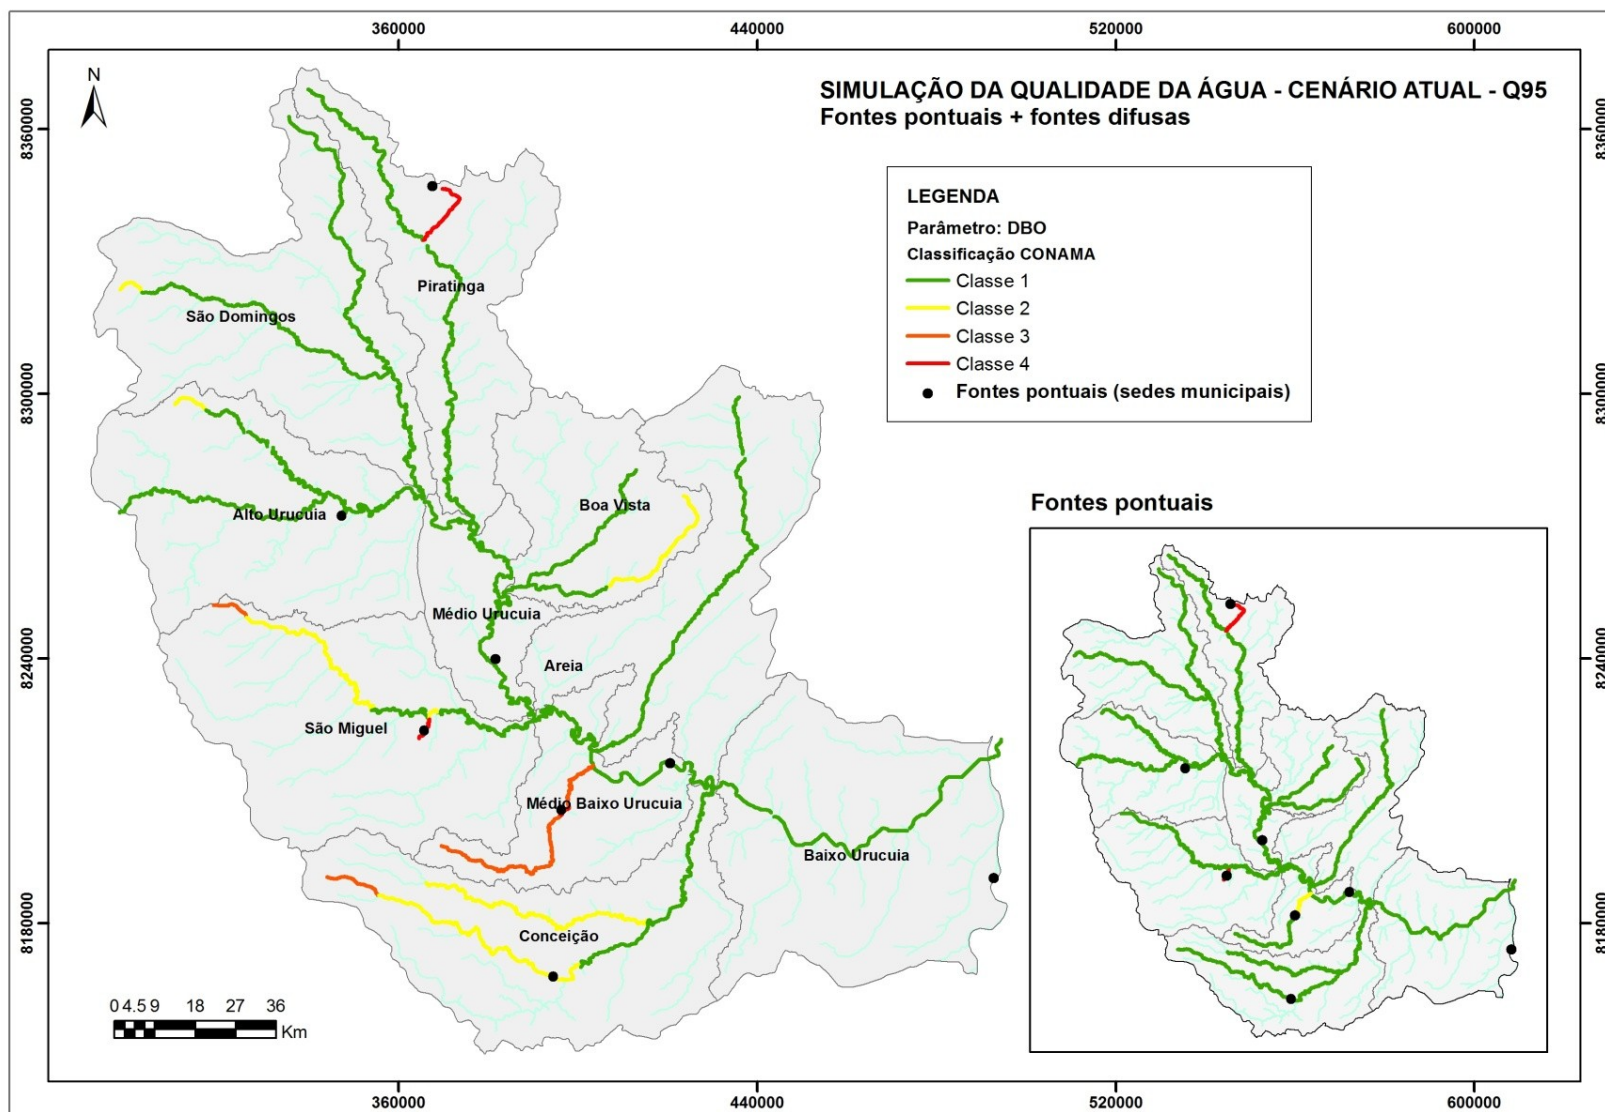 360000
440000
520000
600000
N
SIMULAÇÃO DA QUALIDADE DA ÁGUA - CENÁRIO ATUAL - Q95
Fontes pontuais + fontes difusas
8360000
8360000
LEGENDA
Parâmetro: DBO
Classificação CONAMA
Classe 1
Classe 2
Classe 3
Classe 4
Fontes pontuais (sedes municipais)
Piratinga
São Domingos
8300000
8300000
Boa Vista
Alto Urucuia
Fontes pontuais
Médio Urucuia
8240000
8240000
Areia
São Miguel
Médio Baixo Urucuia
Baixo Urucuia
8180000
8180000
Conceição
0 4.5 9 18 27 36
Km
360000
440000
520000
600000